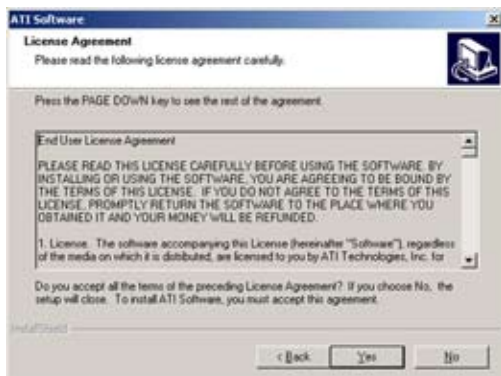 ATI Software
License Agreement
Please read the following license agreement carefully.
Press the PAGE DOWN key to see the rest of the agreement.
End User License Agreement
PLEASE READ THIS LICENSE CAREFULLY BEFORE USING THE SOFTWARE. BY
INSTALLING OR USING THE SOFTWARE, YOU ARE AGREEING TO BE BOUND BY
THE TERMS OF THIS LICENSE. IF YOU DO NOT AGREE TO THE TERMS OF THIS
LICENSE, PROMPTLY RETURN THE SOFTWARE TO THE PLACE WHERE YOU
OBTAINED IT AND YOUR MONEY WILL BE REFUNDED.
1. License. The software accompanying this License (hereinafter "Software"), regardless
of the media on which it is distributed, are licensed to you by ATI Technologies, Inc. for
Do you accept all the terms of the preceding License Agreement? If you choose No, the
setup will close. To install ATI Software, you must accept this agreement.
InstallShield
< Back Yes No